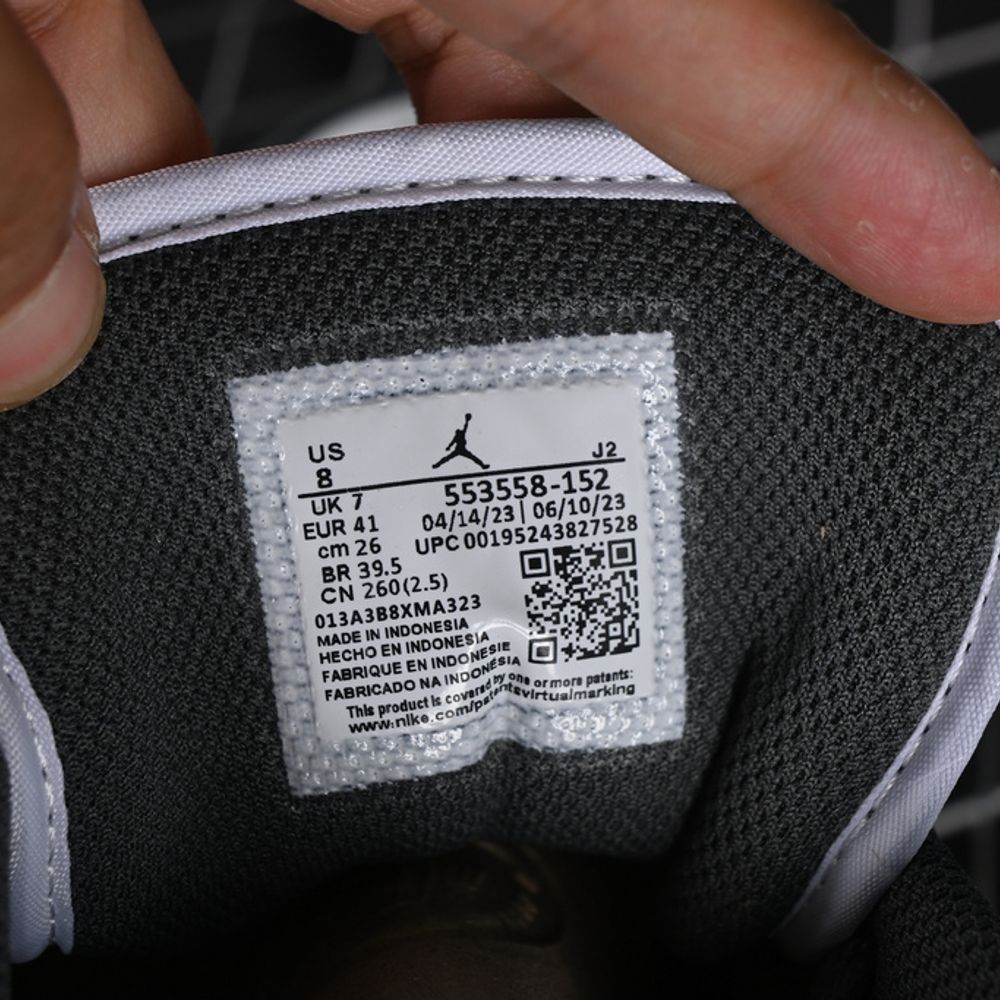 US J2
8
UK 7 553558-152
EUR 41 04/14/23 | 06/10/23
cm 26 UPC 00195243827528
BR 39.5
CN 260(2.5)
013A3B8XMA323
MADE IN INDONESIA
HECHO EN INDONESIA
FABRIQUE EN INDONESIE
FABRICADO NA INDONÉSIA
This product is covered by one or more patents:
www.nike.com/patentsvirtualmarking